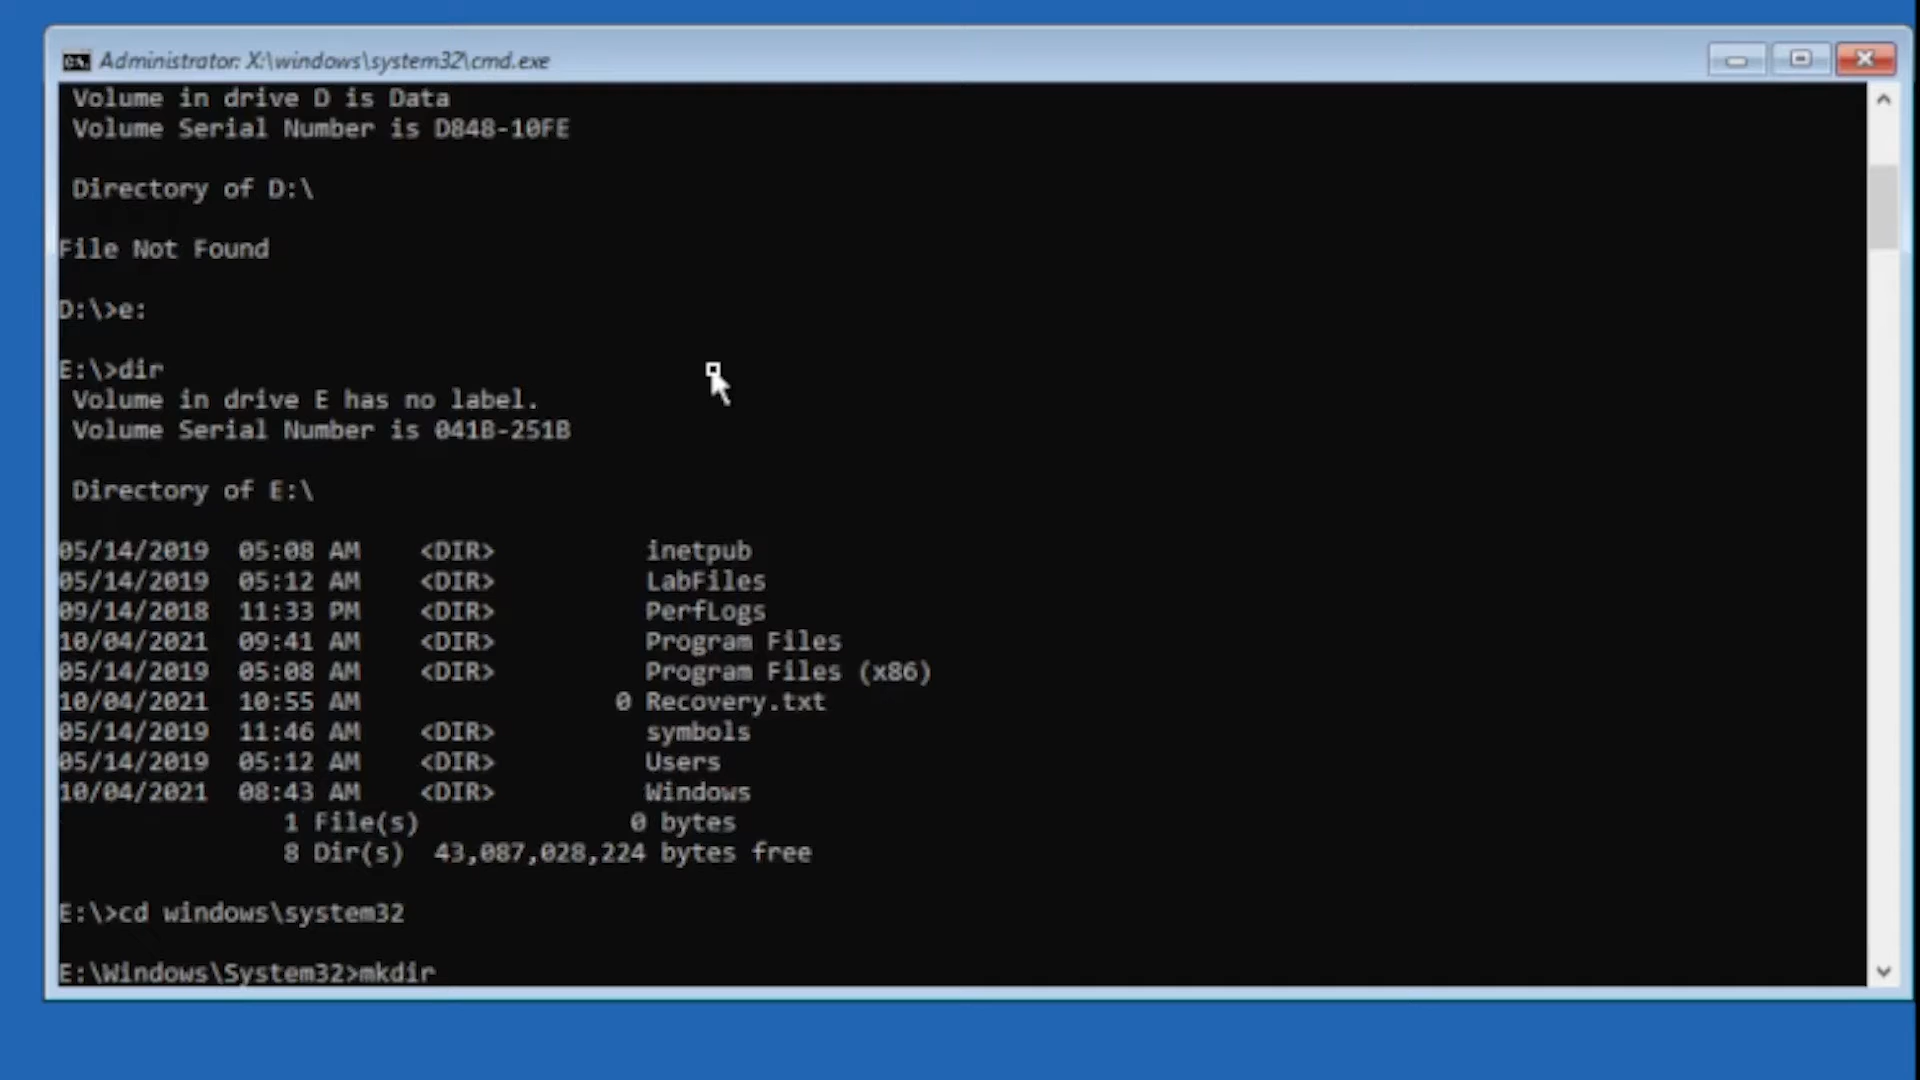 Administrator: X:\windows\system32\cmd.exe
Volume in drive D is Data
Volume Serial Number is D848-10FE
Directory of D:\
File Not Found
D:\>e:
E:\>dir
Volume in drive E has no label.
Volume Serial Number is 041B-251B
Directory of E:\
05/14/2019  05:08 AM    <DIR>          inetpub
05/14/2019  05:12 AM    <DIR>          LabFiles
09/14/2018  11:33 PM    <DIR>          PerfLogs
10/04/2021  09:41 AM    <DIR>          Program Files
05/14/2019  05:08 AM    <DIR>          Program Files (x86)
10/04/2021  10:55 AM                 0 Recovery.txt
05/14/2019  11:46 AM    <DIR>          symbols
05/14/2019  05:12 AM    <DIR>          Users
10/04/2021  08:43 AM    <DIR>          Windows
1 File(s)              0 bytes
8 Dir(s)  43,087,028,224 bytes free
E:\>cd windows\system32
E:\Windows\System32>mkdir